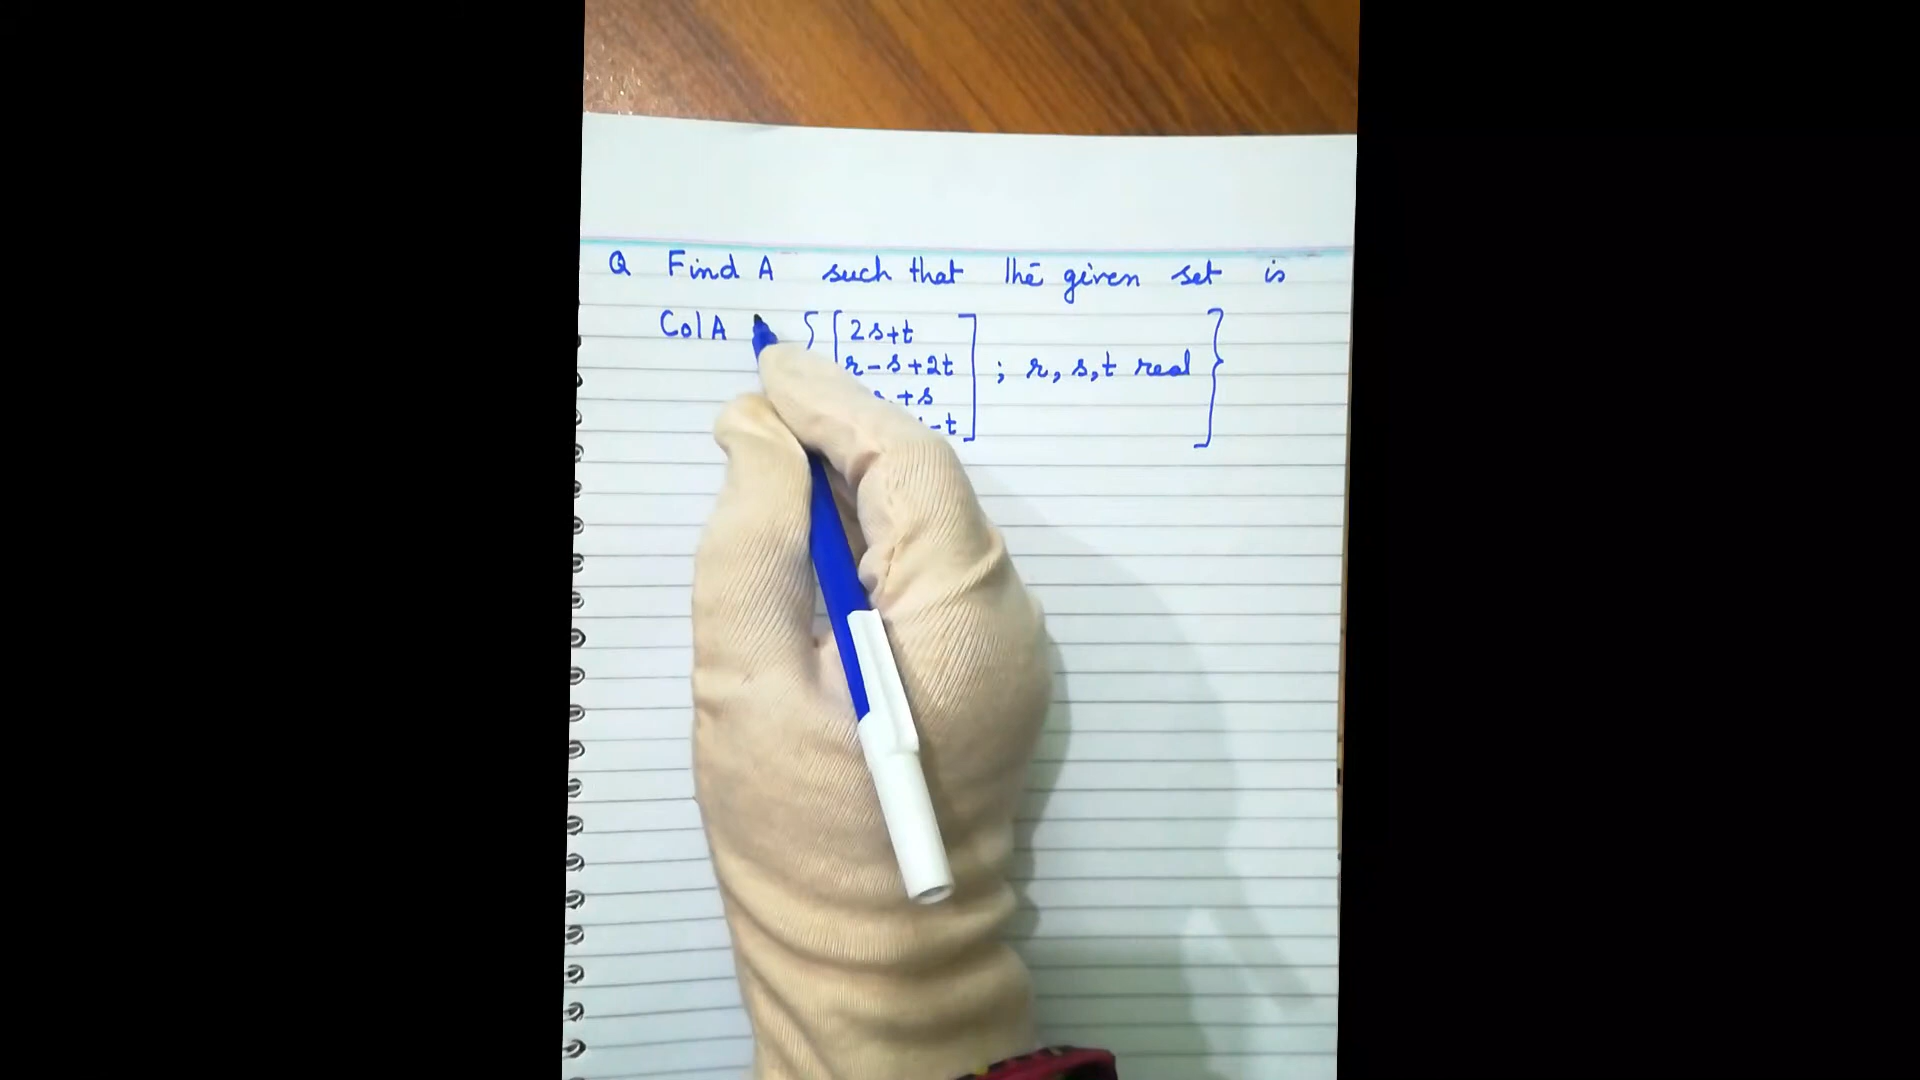 Q Find A such that the given set is
Col A { [ 2s+t
r-s+2t ] ; r, s, t real }
+s
-t